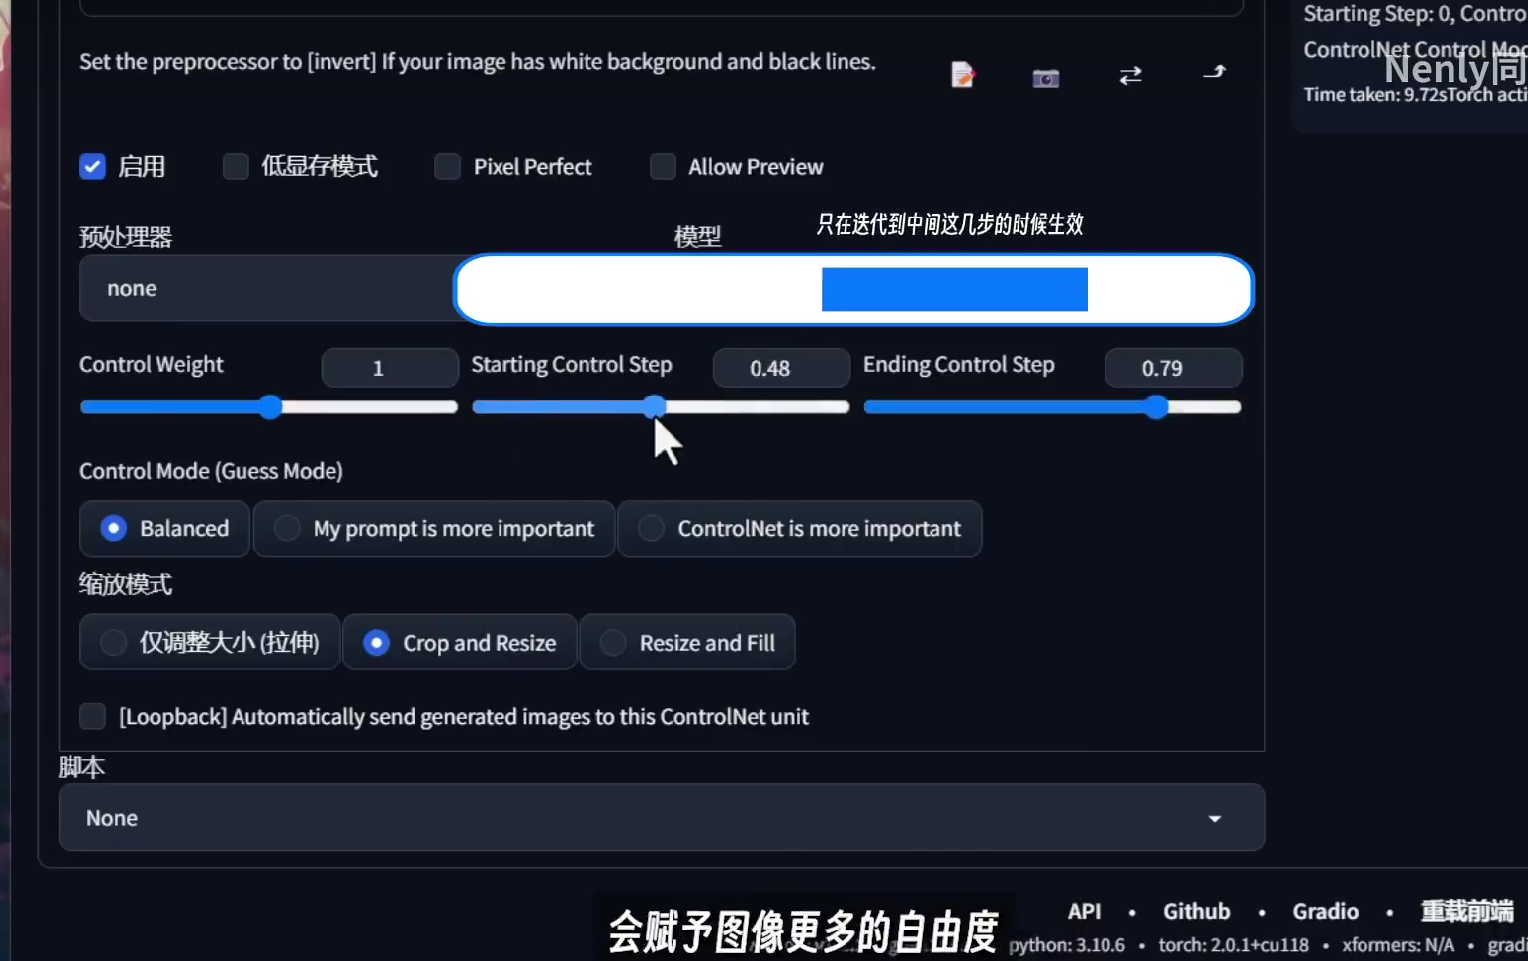 Starting Step: 0, Contro
ControlNet Control Mod
Nenly同
Time taken: 9.72sTorch acti
Set the preprocessor to [invert] If your image has white background and black lines.
启用 低显存模式 Pixel Perfect Allow Preview
预处理器 模型 只在迭代到中间这几步的时候生效
none
Control Weight 1 Starting Control Step 0.48 Ending Control Step 0.79
Control Mode (Guess Mode)
Balanced My prompt is more important ControlNet is more important
缩放模式
仅调整大小 (拉伸) Crop and Resize Resize and Fill
[Loopback] Automatically send generated images to this ControlNet unit
脚本
None
API • Github • Gradio • 重载前端
会赋予图像更多的自由度
python: 3.10.6 • torch: 2.0.1+cu118 • xformers: N/A • gradi